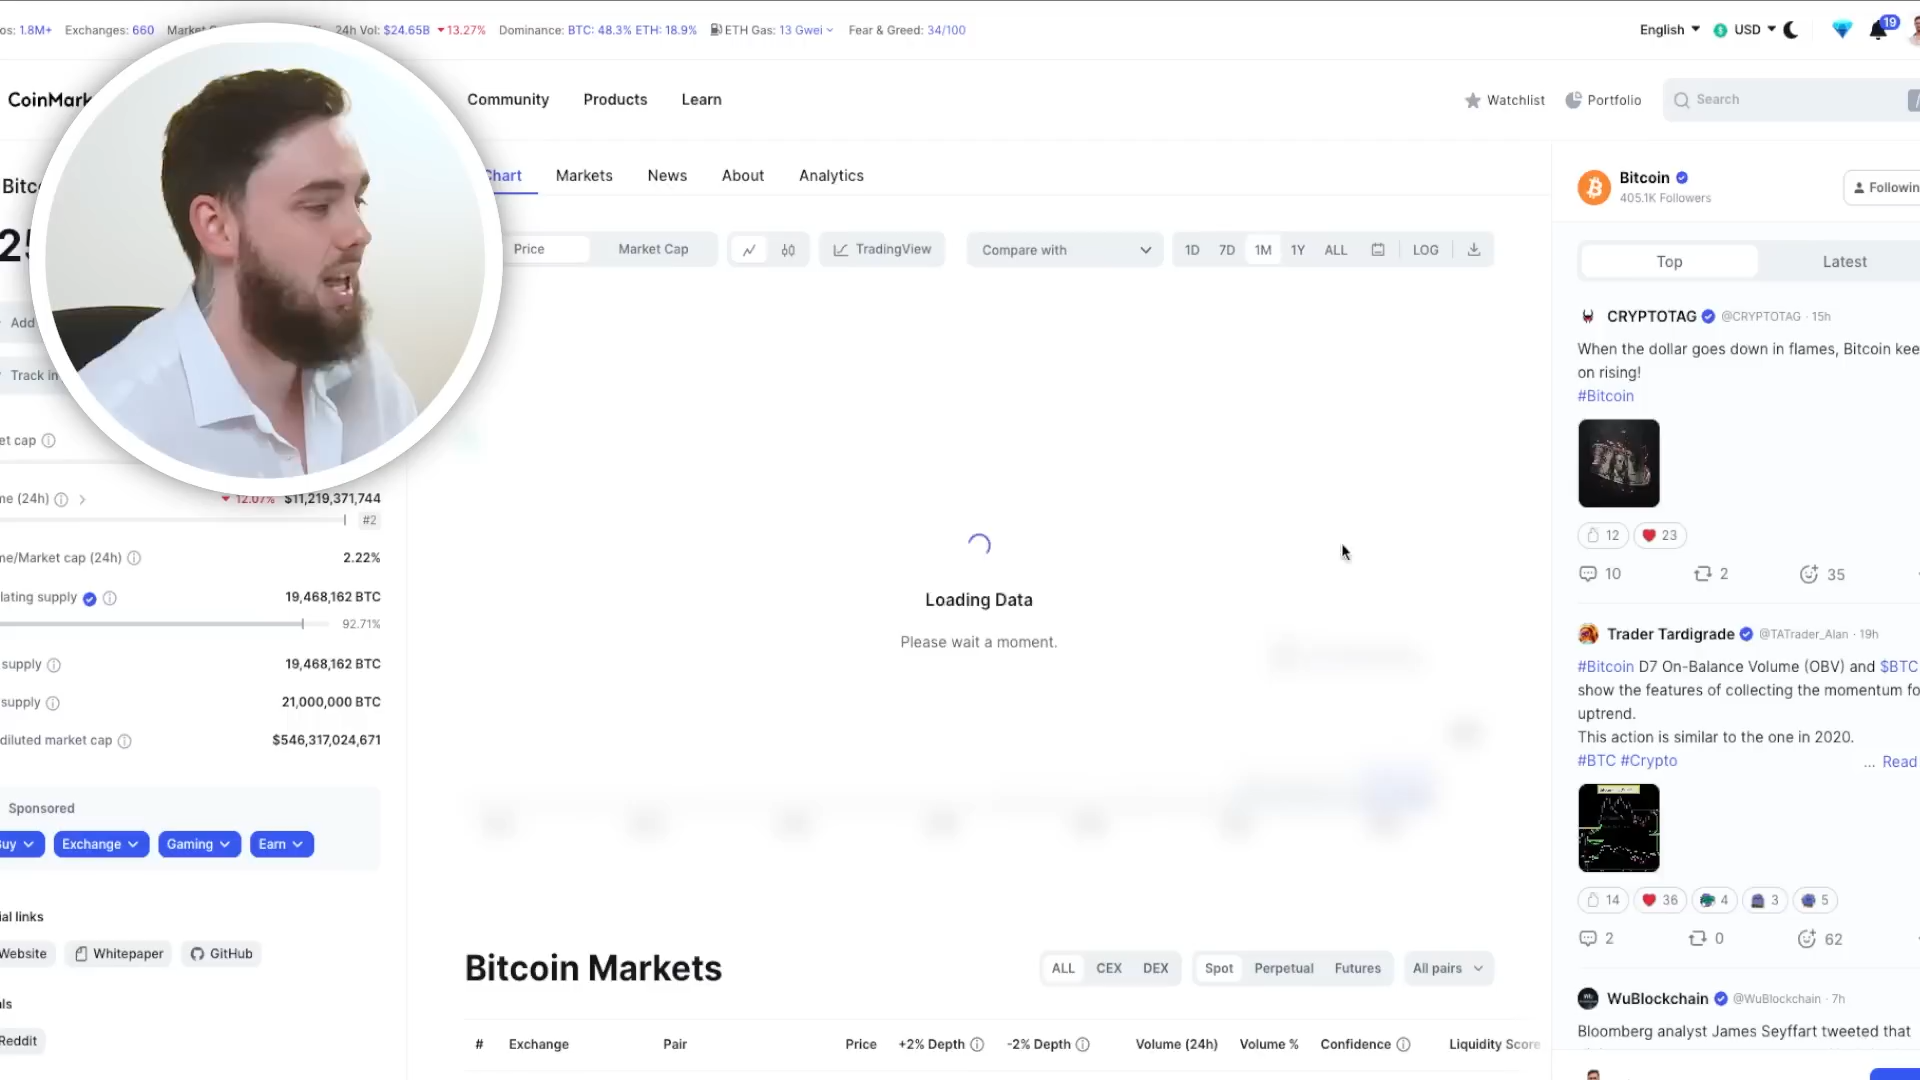 os: 1.8M+ Exchanges: 660 Mark 24h Vol: $24.65B 13.27% Dominance: BTC: 48.3% ETH: 18.9% ETH Gas: 13 Gwei Fear & Greed: 34/100
English USD 19
CoinMark Community Products Learn
Watchlist Portfolio Search /
Bitc
25
Add
Track in
et cap
me (24h) 12.07% $11,219,371,744
#2
me/Market cap (24h) 2.22%
lating supply 19,468,162 BTC
92.71%
supply 19,468,162 BTC
supply 21,000,000 BTC
diluted market cap $546,317,024,671
Sponsored
Buy Exchange Gaming Earn
ial links
Website Whitepaper GitHub
ls
Reddit
Chart Markets News About Analytics
Price Market Cap TradingView Compare with 1D 7D 1M 1Y ALL LOG
Loading Data
Please wait a moment.
Bitcoin Markets
ALL CEX DEX Spot Perpetual Futures All pairs
# Exchange Pair Price +2% Depth -2% Depth Volume (24h) Volume % Confidence Liquidity Score
Bitcoin
405.1K Followers
Followin
Top Latest
CRYPTOTAG @CRYPTOTAG · 15h
When the dollar goes down in flames, Bitcoin kee
on rising!
#Bitcoin
12 23
10 2 35
Trader Tardigrade @TATrader_Alan · 19h
#Bitcoin D7 On-Balance Volume (OBV) and $BTC
show the features of collecting the momentum fo
uptrend.
This action is similar to the one in 2020.
#BTC #Crypto ... Read
14 36 4 3 5
2 0 62
WuBlockchain @WuBlockchain · 7h
Bloomberg analyst James Seyffart tweeted that